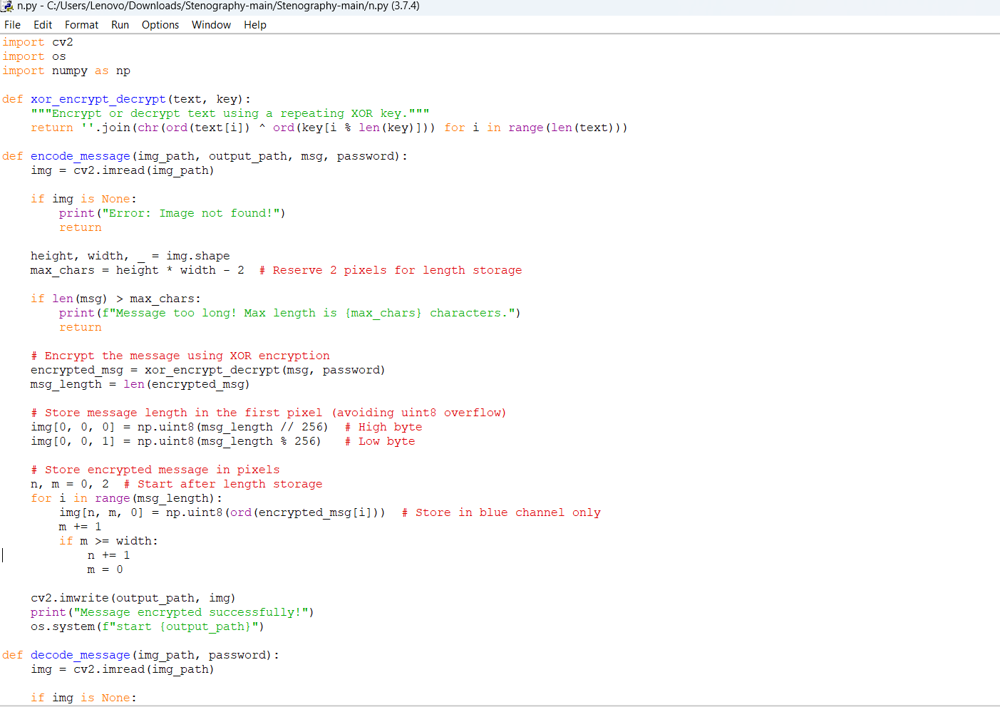 n.py - C:/Users/Lenovo/Downloads/Stenography-main/Stenography-main/n.py (3.7.4)
File Edit Format Run Options Window Help
import cv2
import os
import numpy as np

def xor_encrypt_decrypt(text, key):
    """Encrypt or decrypt text using a repeating XOR key."""
    return ''.join(chr(ord(text[i]) ^ ord(key[i % len(key)])) for i in range(len(text)))

def encode_message(img_path, output_path, msg, password):
    img = cv2.imread(img_path)

    if img is None:
        print("Error: Image not found!")
        return

    height, width, _ = img.shape
    max_chars = height * width - 2  # Reserve 2 pixels for length storage

    if len(msg) > max_chars:
        print(f"Message too long! Max length is {max_chars} characters.")
        return

    # Encrypt the message using XOR encryption
    encrypted_msg = xor_encrypt_decrypt(msg, password)
    msg_length = len(encrypted_msg)

    # Store message length in the first pixel (avoiding uint8 overflow)
    img[0, 0, 0] = np.uint8(msg_length // 256)  # High byte
    img[0, 0, 1] = np.uint8(msg_length % 256)   # Low byte

    # Store encrypted message in pixels
    n, m = 0, 2  # Start after length storage
    for i in range(msg_length):
        img[n, m, 0] = np.uint8(ord(encrypted_msg[i]))  # Store in blue channel only
        m += 1
        if m >= width:
            n += 1
            m = 0

    cv2.imwrite(output_path, img)
    print("Message encrypted successfully!")
    os.system(f"start {output_path}")

def decode_message(img_path, password):
    img = cv2.imread(img_path)

    if img is None: